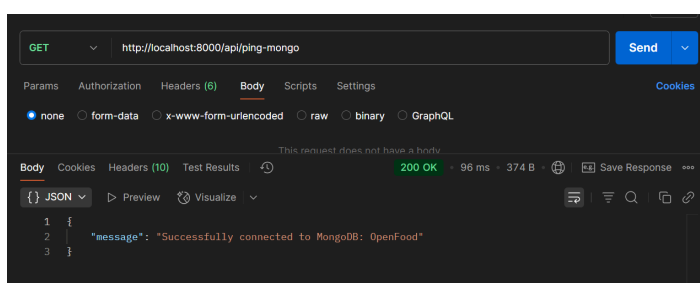 GET http://localhost:8000/api/ping-mongo Send
Params Authorization Headers (6) Body Scripts Settings Cookies
none form-data x-www-form-urlencoded raw binary GraphQL
This request does not have a body
Body Cookies Headers (10) Test Results 200 OK 96 ms 374 B Save Response
{} JSON Preview Visualize
1 {
2 "message": "Successfully connected to MongoDB: OpenFood"
3 }